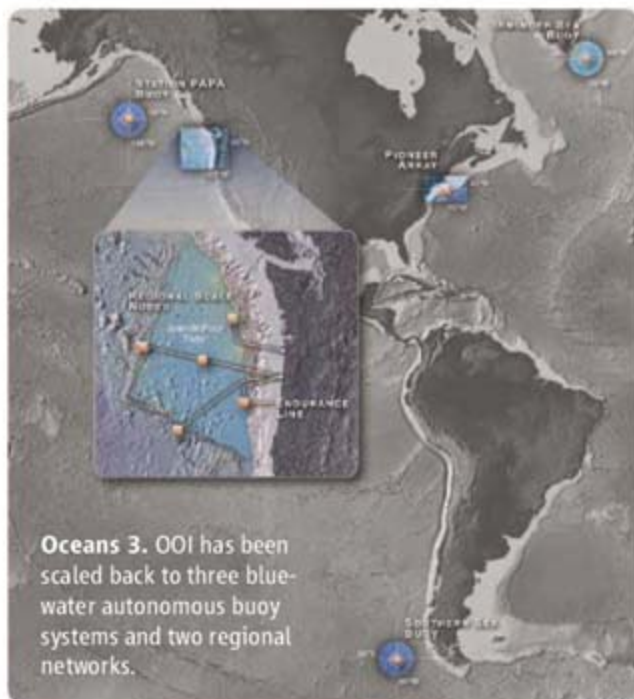 STATION PAPA
BUOY
BUOY
PIONEER
ARRAY
REGIONAL SCALE
NODES
ENDURANCE
LINE
SOUTHERN SEA
BUOY
Oceans 3. OOI has been
scaled back to three blue-
water autonomous buoy
systems and two regional
networks.